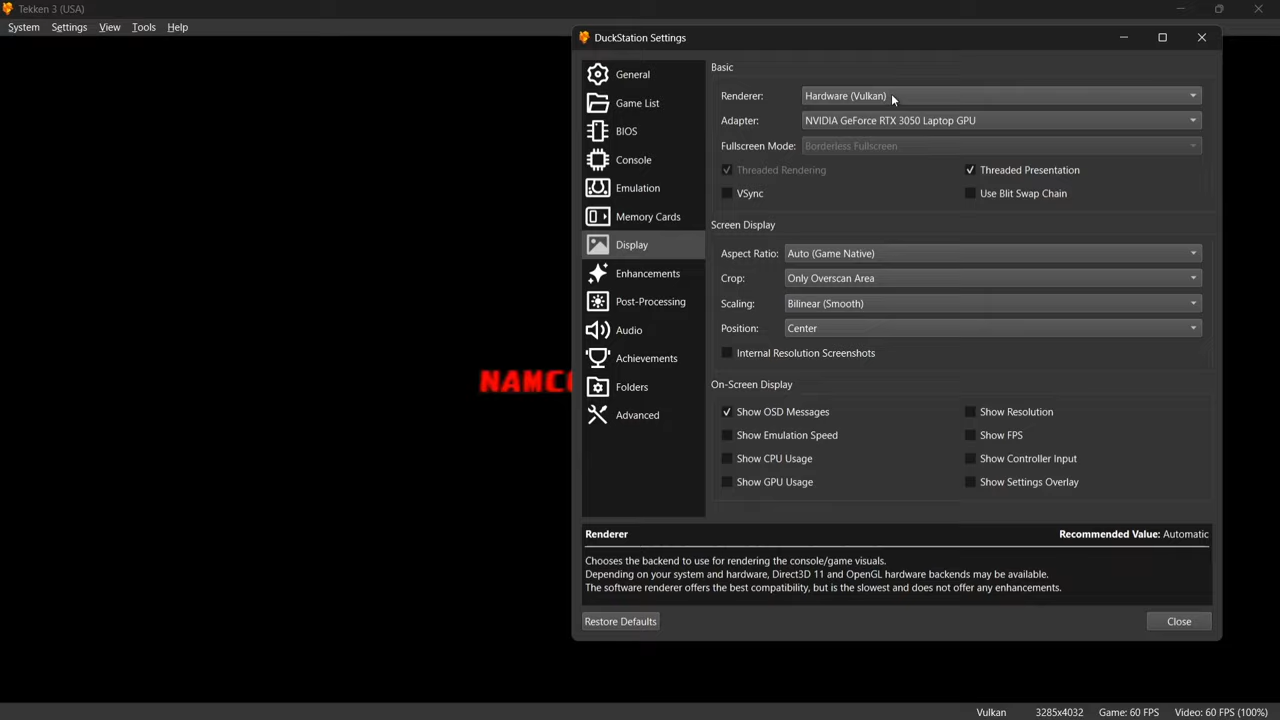 Tekken 3 (USA)
System Settings View Tools Help
DuckStation Settings
General
Game List
BIOS
Console
Emulation
Memory Cards
Display
Enhancements
Post-Processing
Audio
Achievements
Folders
Advanced
Basic
Renderer: Hardware (Vulkan)
Adapter: NVIDIA GeForce RTX 3050 Laptop GPU
Fullscreen Mode: Borderless Fullscreen
Threaded Rendering Threaded Presentation
VSync Use Blit Swap Chain
Screen Display
Aspect Ratio: Auto (Game Native)
Crop: Only Overscan Area
Scaling: Bilinear (Smooth)
Position: Center
Internal Resolution Screenshots
On-Screen Display
Show OSD Messages Show Resolution
Show Emulation Speed Show FPS
Show CPU Usage Show Controller Input
Show GPU Usage Show Settings Overlay
NAMC
Renderer Recommended Value: Automatic
Chooses the backend to use for rendering the console/game visuals.
Depending on your system and hardware, Direct3D 11 and OpenGL hardware backends may be available.
The software renderer offers the best compatibility, but is the slowest and does not offer any enhancements.
Restore Defaults Close
Vulkan 3285x4032 Game: 60 FPS Video: 60 FPS (100%)